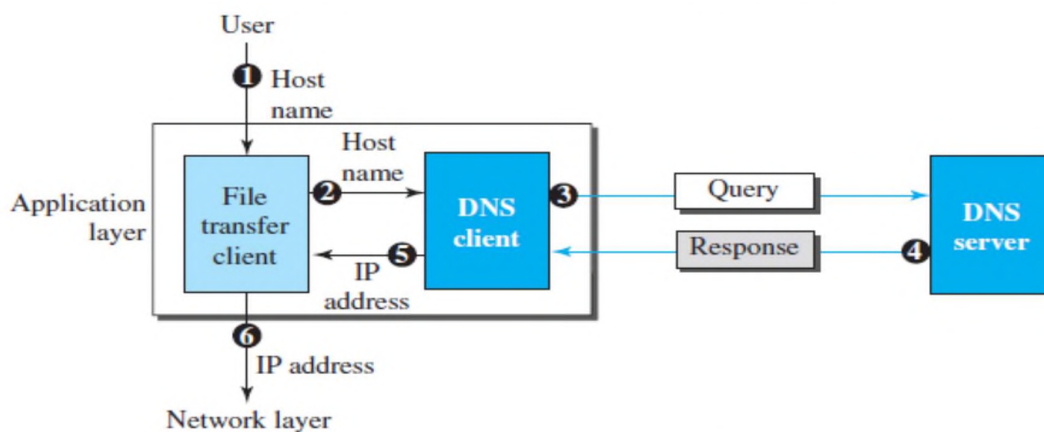 User
1
Host
name
Host
name
2
3
Query
File
transfer
client
DNS
client
DNS
server
Application
layer
Response
4
5
IP
address
6
IP address
Network layer